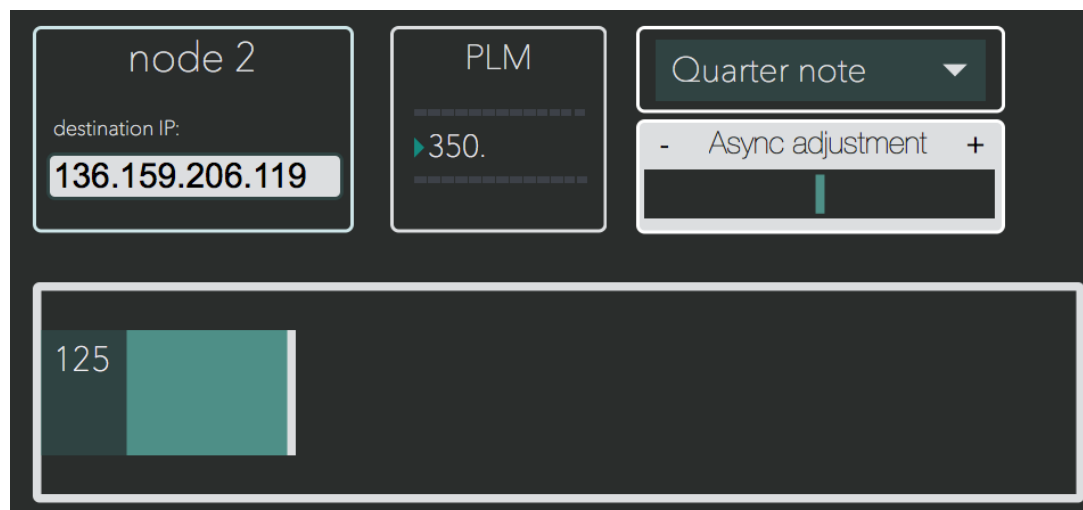 node 2
destination IP:
136.159.206.119
PLM
350.
Quarter note
- Async adjustment +
125